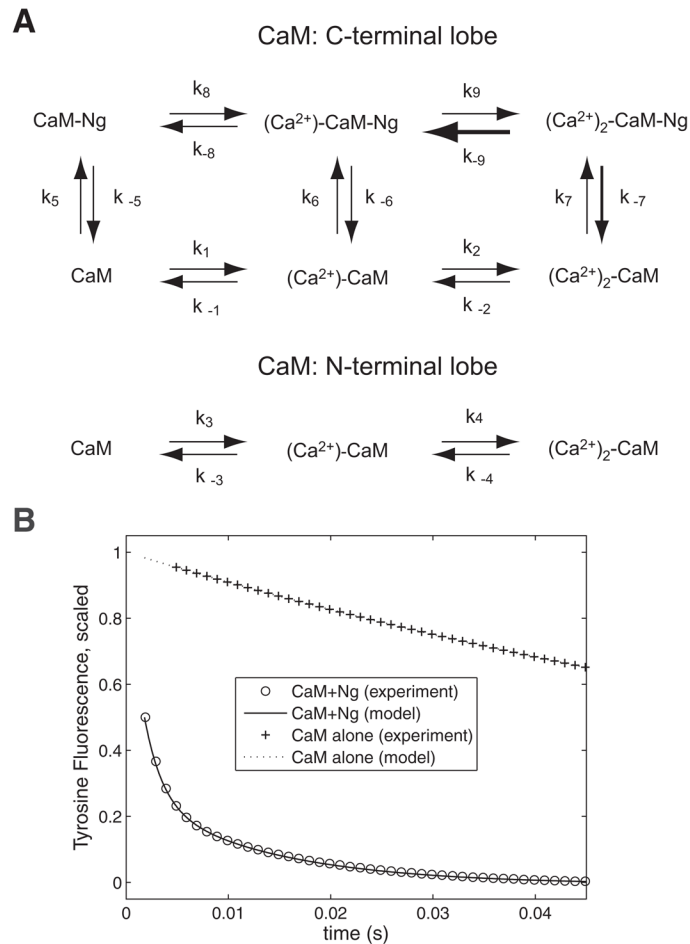 A
CaM: C-terminal lobe
k8 k9
CaM-Ng (Ca2+)-CaM-Ng (Ca2+)2-CaM-Ng
k-8 k-9
k5 k -5 k6 k -6 k7 k -7
k1 k2
CaM (Ca2+)-CaM (Ca2+)2-CaM
k -1 k -2
CaM: N-terminal lobe
k3 k4
CaM (Ca2+)-CaM (Ca2+)2-CaM
k -3 k -4
B
1
0.8
0.6
0.4
0.2
0
Tyrosine Fluorescence, scaled
CaM+Ng (experiment)
CaM+Ng (model)
CaM alone (experiment)
CaM alone (model)
0 0.01 0.02 0.03 0.04
time (s)